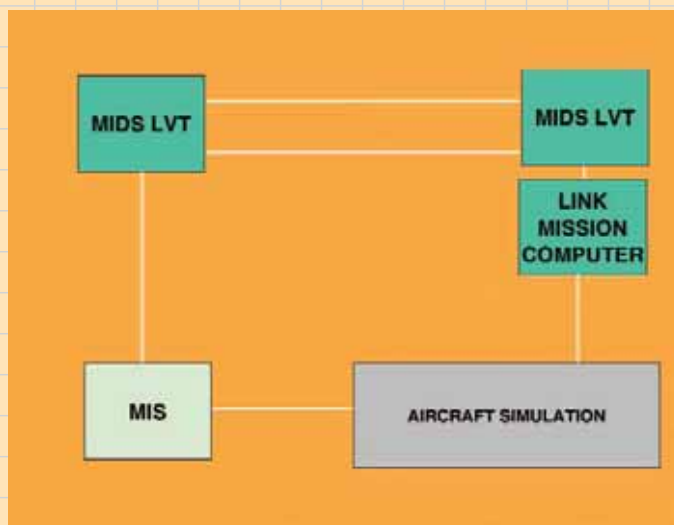 MIDS LVT
MIDS LVT
LINK
MISSION
COMPUTER
MIS
AIRCRAFT SIMULATION